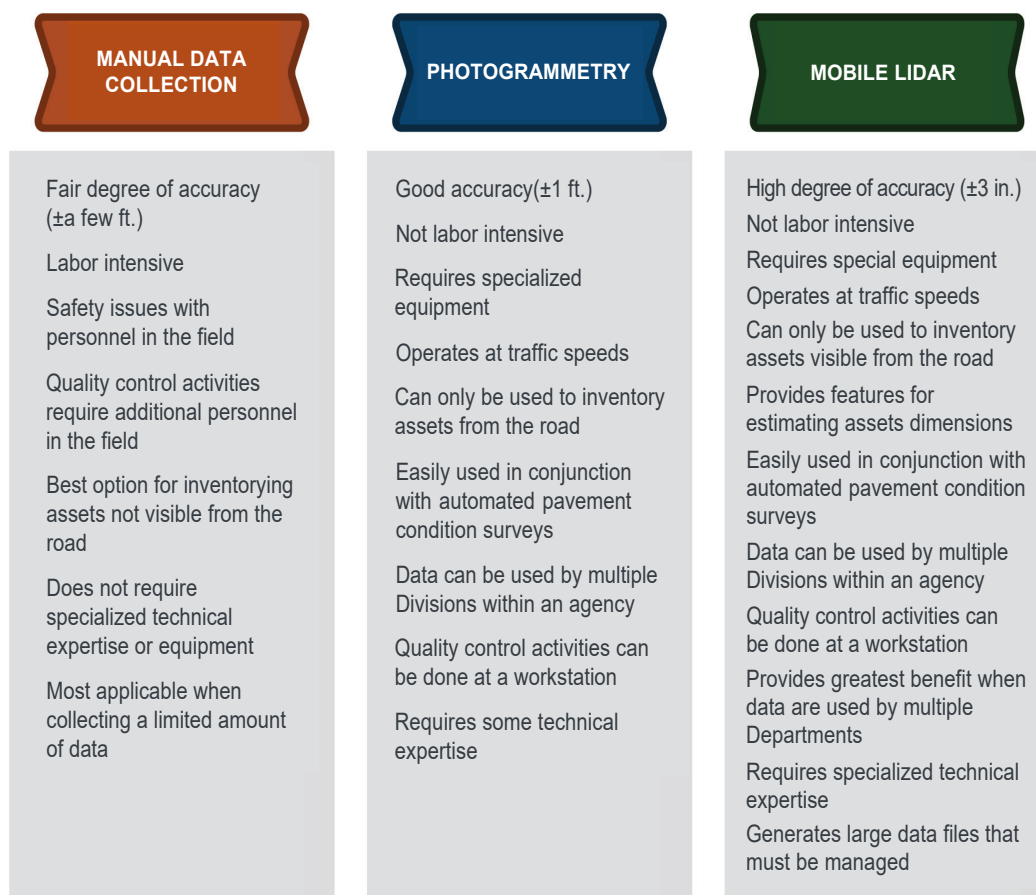 MANUAL DATA
COLLECTION
Fair degree of accuracy
(±a few ft.)
Labor intensive
Safety issues with
personnel in the field
Quality control activities
require additional personnel
in the field
Best option for inventorying
assets not visible from the
road
Does not require
specialized technical
expertise or equipment
Most applicable when
collecting a limited amount
of data
PHOTOGRAMMETRY
Good accuracy(±1 ft.)
Not labor intensive
Requires specialized
equipment
Operates at traffic speeds
Can only be used to inventory
assets from the road
Easily used in conjunction
with automated pavement
condition surveys
Data can be used by multiple
Divisions within an agency
Quality control activities can
be done at a workstation
Requires some technical
expertise
MOBILE LIDAR
High degree of accuracy (±3 in.)
Not labor intensive
Requires special equipment
Operates at traffic speeds
Can only be used to inventory
assets visible from the road
Provides features for
estimating assets dimensions
Easily used in conjunction with
automated pavement condition
surveys
Data can be used by multiple
Divisions within an agency
Quality control activities can
be done at a workstation
Provides greatest benefit when
data are used by multiple
Departments
Requires specialized technical
expertise
Generates large data files that
must be managed